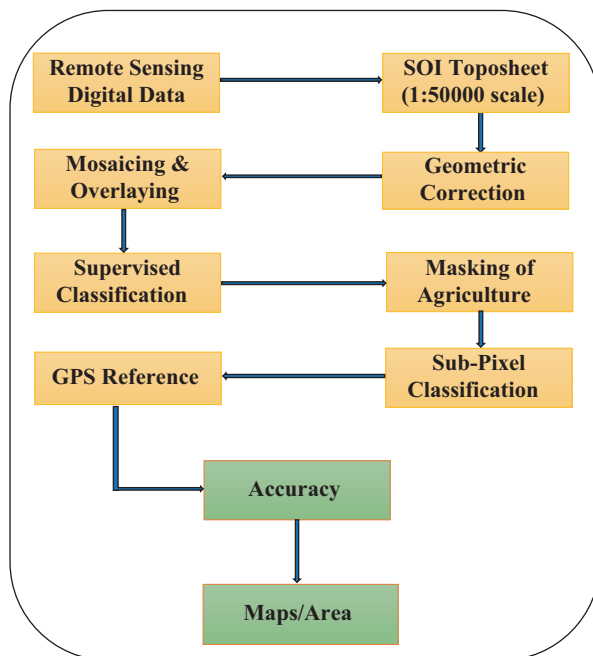 Remote Sensing
Digital Data
SOI Toposheet
(1:50000 scale)
Mosaicing &
Overlaying
Geometric
Correction
Supervised
Classification
Masking of
Agriculture
GPS Reference
Sub-Pixel
Classification
Accuracy
Maps/Area